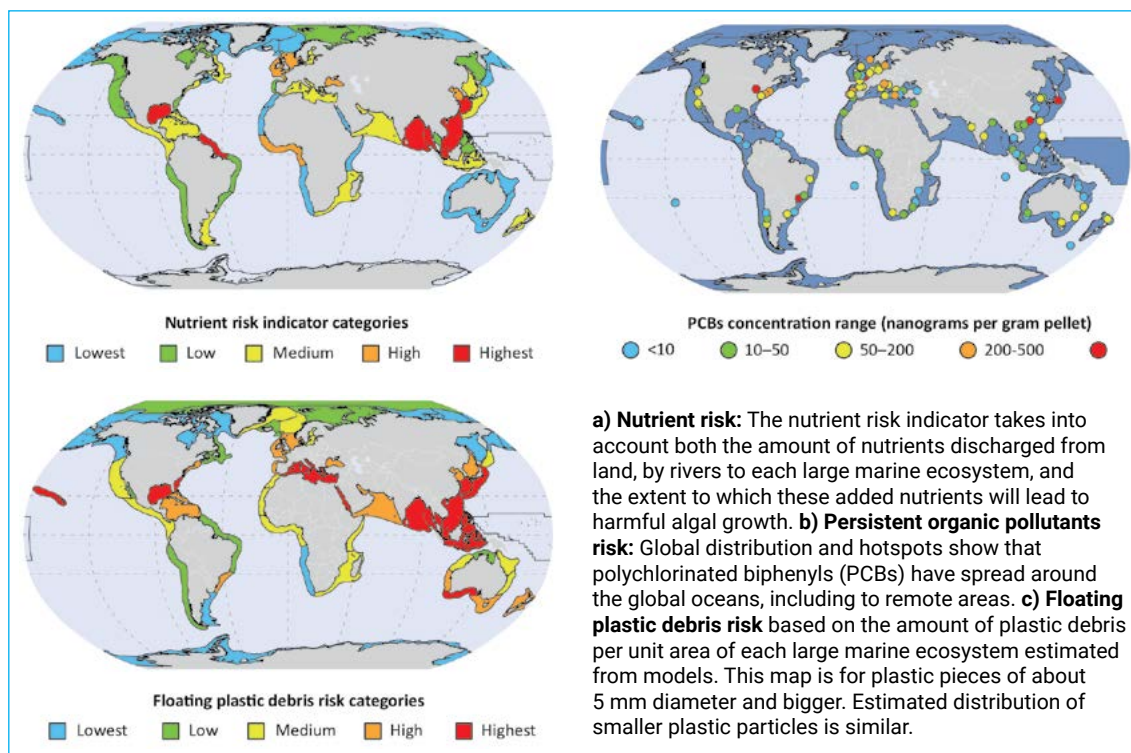 Nutrient risk indicator categories
Lowest Low Medium High Highest
PCBs concentration range (nanograms per gram pellet)
<10 10–50 50–200 200-500
Floating plastic debris risk categories
Lowest Low Medium High Highest
a) Nutrient risk: The nutrient risk indicator takes into
account both the amount of nutrients discharged from
land, by rivers to each large marine ecosystem, and
the extent to which these added nutrients will lead to
harmful algal growth. b) Persistent organic pollutants
risk: Global distribution and hotspots show that
polychlorinated biphenyls (PCBs) have spread around
the global oceans, including to remote areas. c) Floating
plastic debris risk based on the amount of plastic debris
per unit area of each large marine ecosystem estimated
from models. This map is for plastic pieces of about
5 mm diameter and bigger. Estimated distribution of
smaller plastic particles is similar.